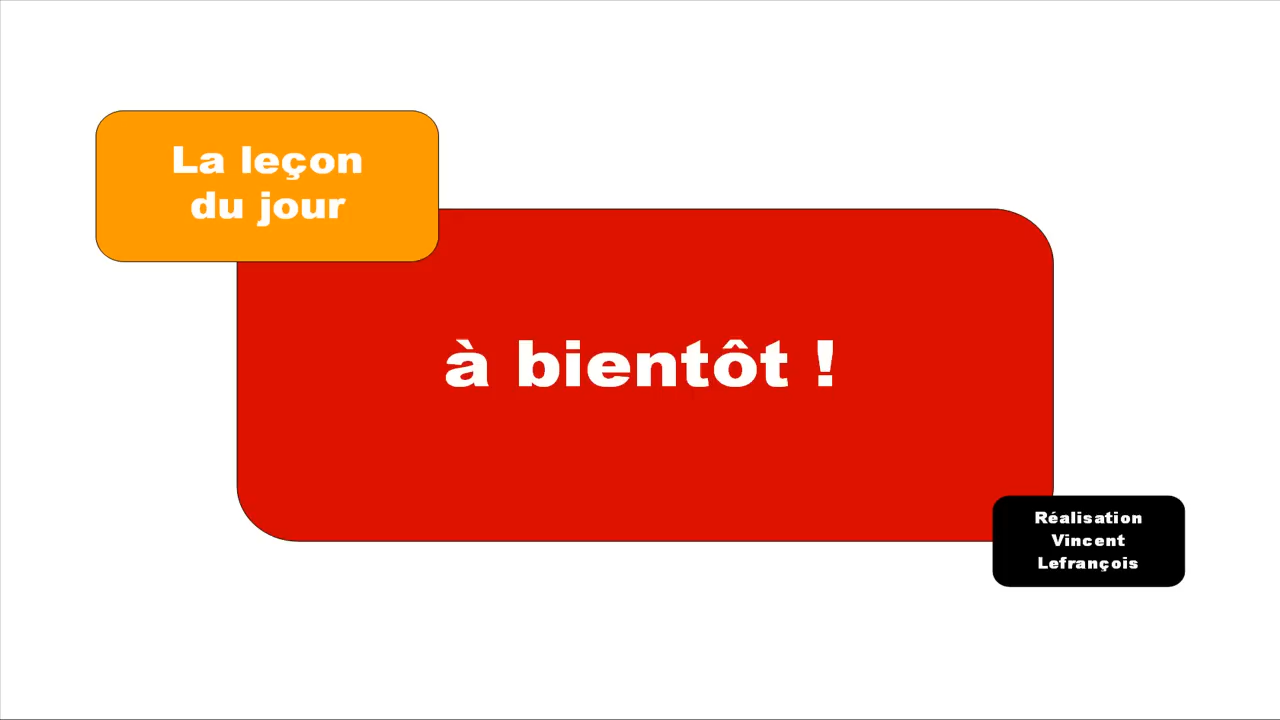 La leçon
du jour
à bientôt !
Réalisation
Vincent
Lefrançois